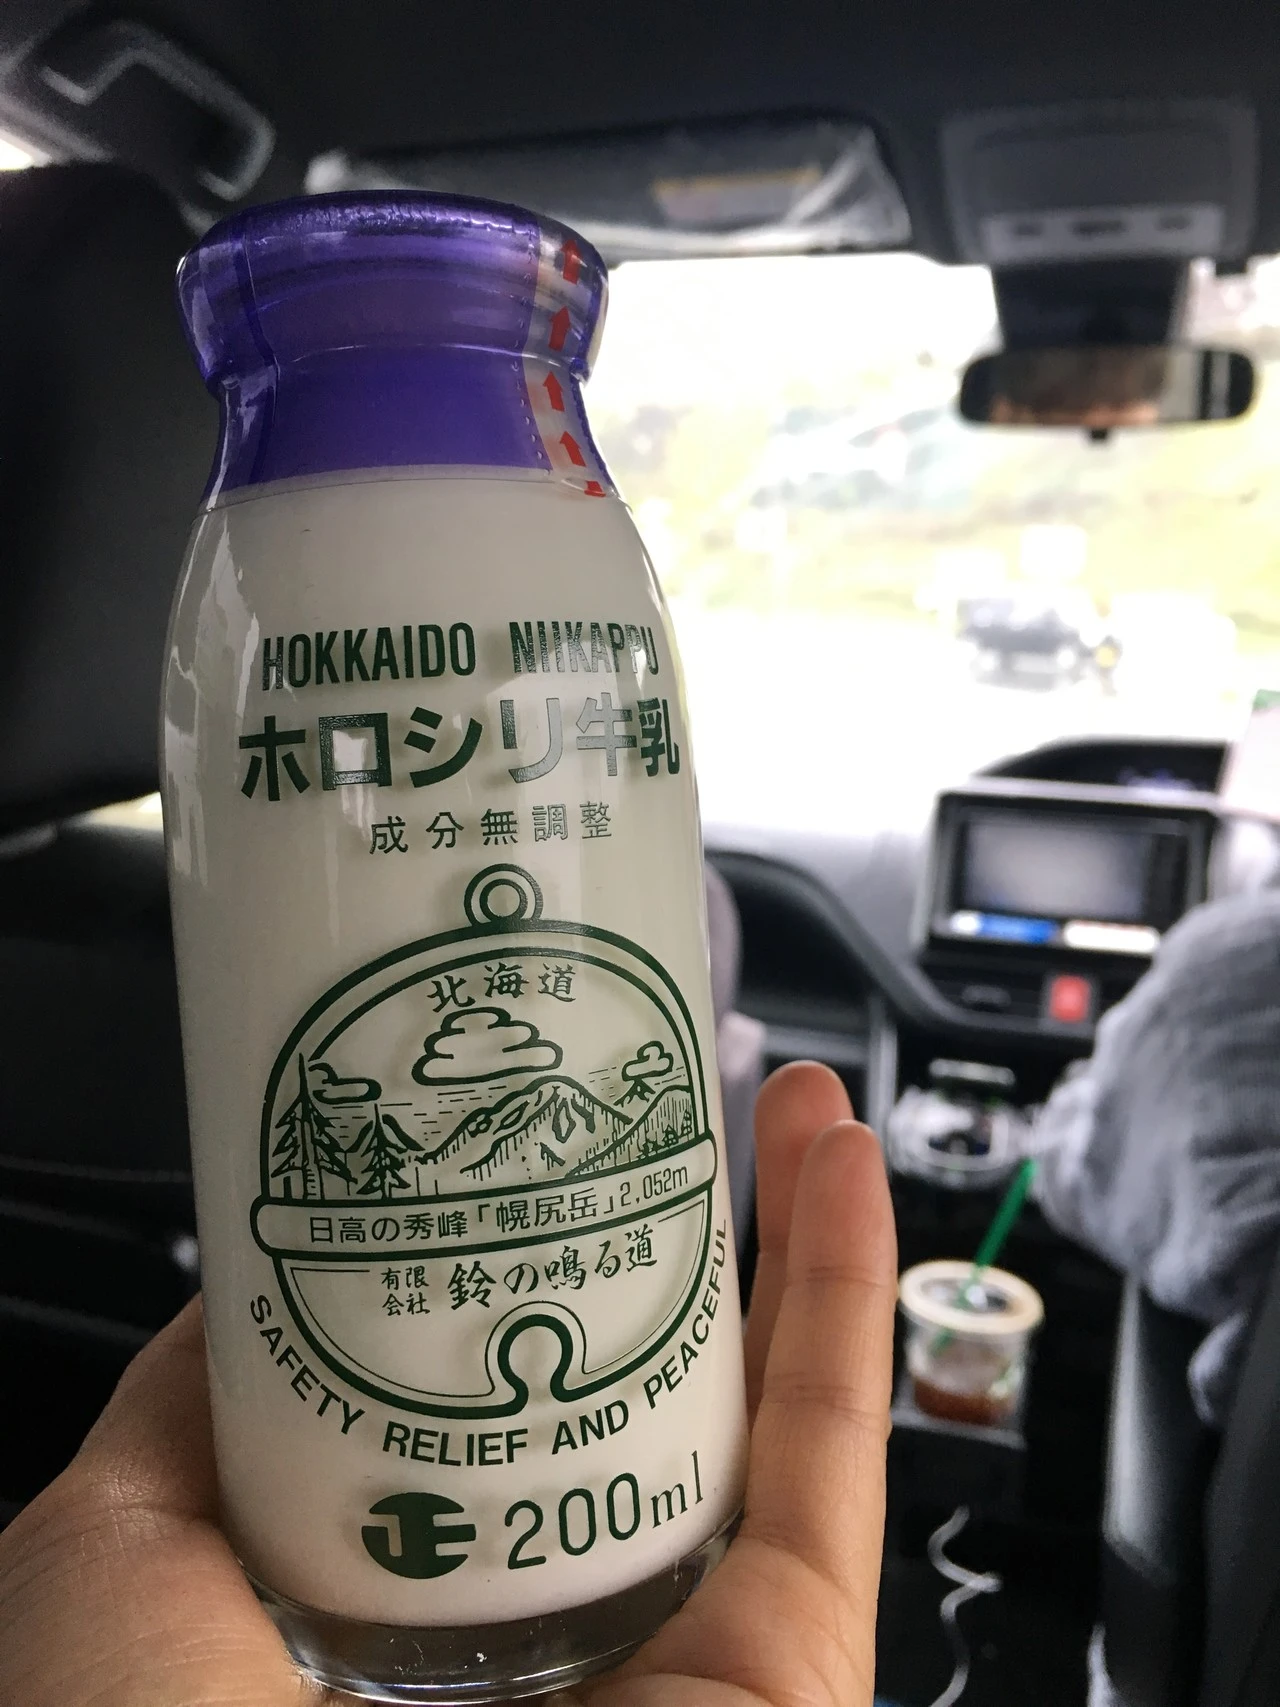 HOKKAIDO NIIKAPPU
ホロシリ牛乳
成分無調整
北海道
日高の秀峰「幌尻岳」2,052m
有限会社 鈴の鳴る道
SAFETY RELIEF AND PEACEFUL
正 200ml